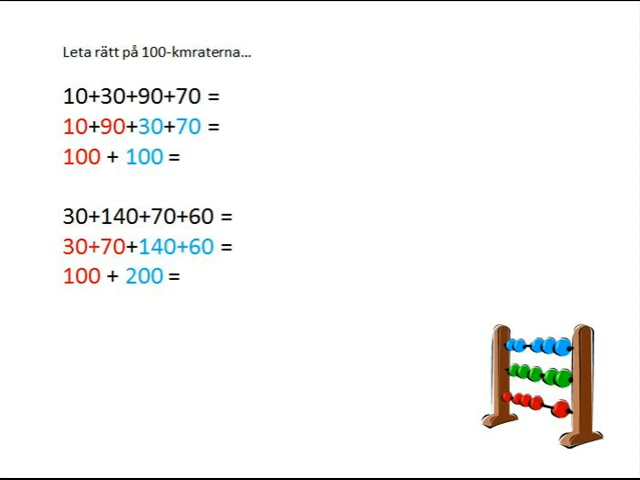 Leta rätt på 100-kmraterna...
10+30+90+70 =
10+90+30+70 =
100 + 100 =
30+140+70+60 =
30+70+140+60 =
100 + 200 =